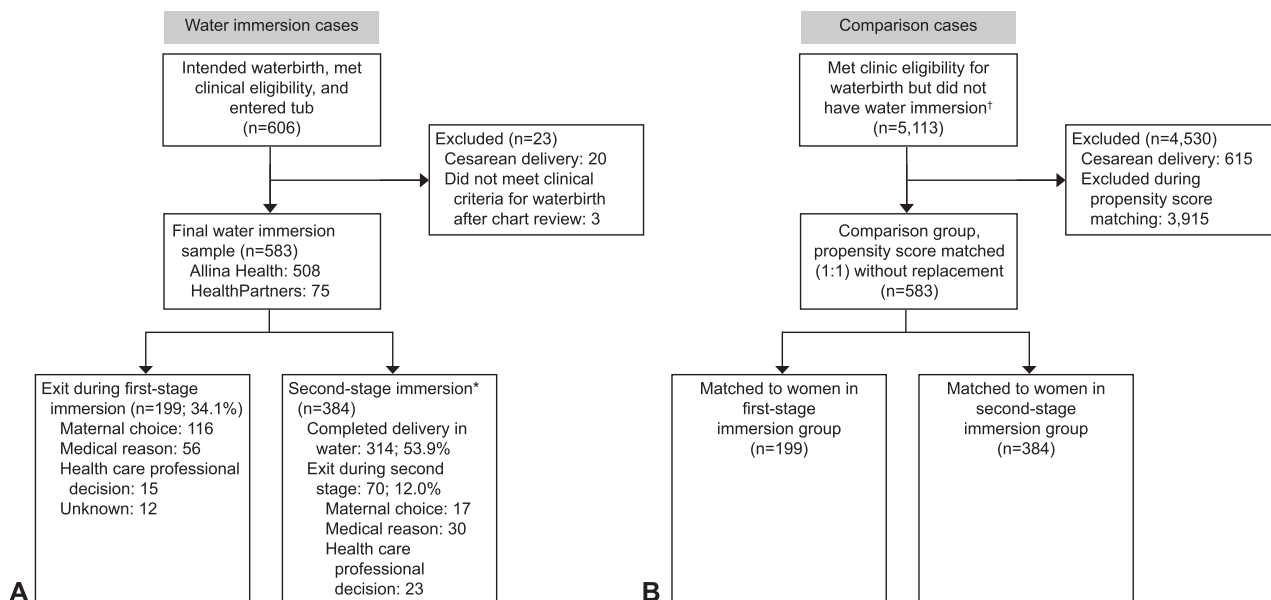 Water immersion cases
Intended waterbirth, met
clinical eligibility, and
entered tub
(n=606)
Excluded (n=23)
Cesarean delivery: 20
Did not meet clinical
criteria for waterbirth
after chart review: 3
Final water immersion
sample (n=583)
Allina Health: 508
HealthPartners: 75
Exit during first-stage
immersion (n=199; 34.1%)
Maternal choice: 116
Medical reason: 56
Health care professional
decision: 15
Unknown: 12
Second-stage immersion*
(n=384)
Completed delivery in
water: 314; 53.9%
Exit during second
stage: 70; 12.0%
Maternal choice: 17
Medical reason: 30
Health care
professional
decision: 23
A
Comparison cases
Met clinic eligibility for
waterbirth but did not
have water immersion†
(n=5,113)
Excluded (n=4,530)
Cesarean delivery: 615
Excluded during
propensity score
matching: 3,915
Comparison group,
propensity score matched
(1:1) without replacement
(n=583)
Matched to women in
first-stage
immersion group
(n=199)
Matched to women in
second-stage
immersion group
(n=384)
B